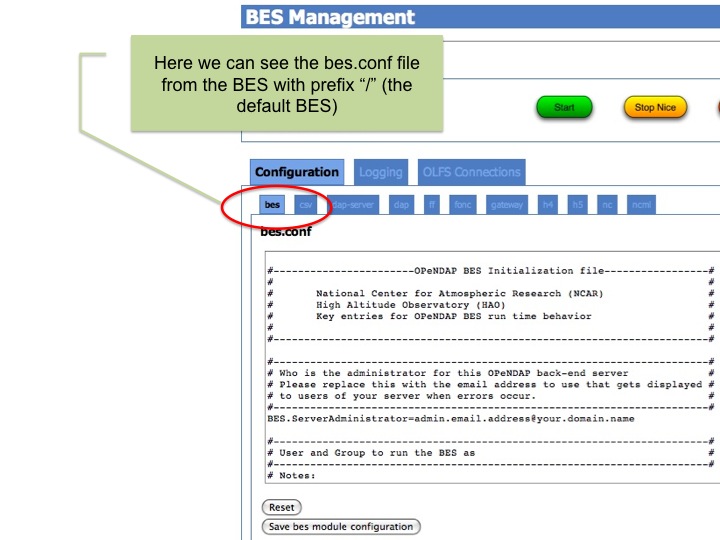 BES Management
Here we can see the bes.conf file
from the BES with prefix “/” (the
default BES)
Start Stop Nice
Configuration Logging OLFS Connections
bes csv dap-server dap ff fonc gateway h4 h5 nc ncml
bes.conf
#-----------------------OPeNDAP BES Initialization file-----------------#
# #
# National Center for Atmospheric Research (NCAR) #
# High Altitude Observatory (HAO) #
# Key entries for OPeNDAP BES run time behavior #
# #
#-----------------------------------------------------------------------#
#-----------------------------------------------------------------------#
# Who is the administrator for this OPeNDAP back-end server #
# Please replace this with the email address to use that gets displayed #
# to users of your server when errors occur. #
#-----------------------------------------------------------------------#
BES.ServerAdministrator=admin.email.address@your.domain.name
#-----------------------------------------------------------------------#
# User and Group to run the BES as #
#-----------------------------------------------------------------------#
# Notes:
Reset
Save bes module configuration